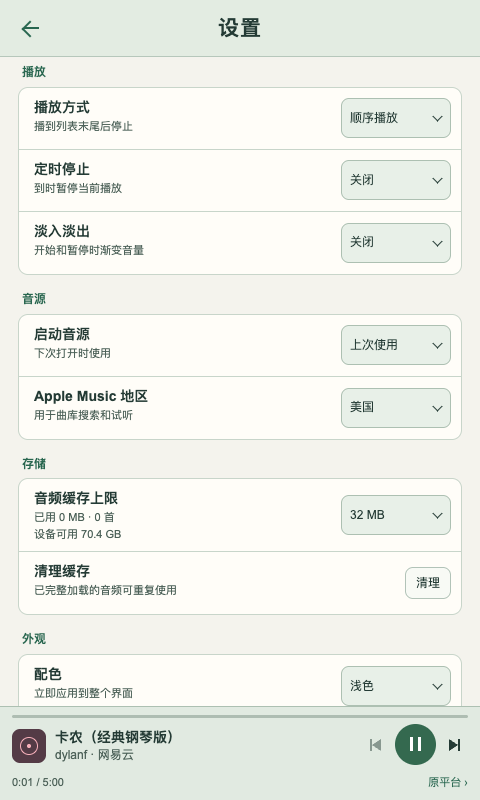 设置
播放
播放方式
播到列表末尾后停止
顺序播放
定时停止
到时暂停当前播放
关闭
淡入淡出
开始和暂停时渐变音量
关闭
音源
启动音源
下次打开时使用
上次使用
Apple Music 地区
用于曲库搜索和试听
美国
存储
音频缓存上限
已用 0 MB · 0 首
设备可用 70.4 GB
32 MB
清理缓存
已完整加载的音频可重复使用
清理
外观
配色
立即应用到整个界面
浅色
卡农（经典钢琴版）
dylanf · 网易云
0:01 / 5:00
原平台 ›